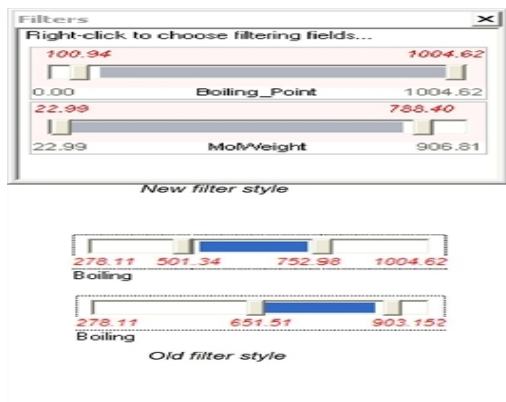 Filters
Right-click to choose filtering fields...
100.94 1004.62
0.00 Boiling_Point 1004.62
22.99 788.40
22.99 MolWeight 906.81
New filter style
278.11 501.34 752.98 1004.62
Boiling
278.11 651.51 903.152
Boiling
Old filter style